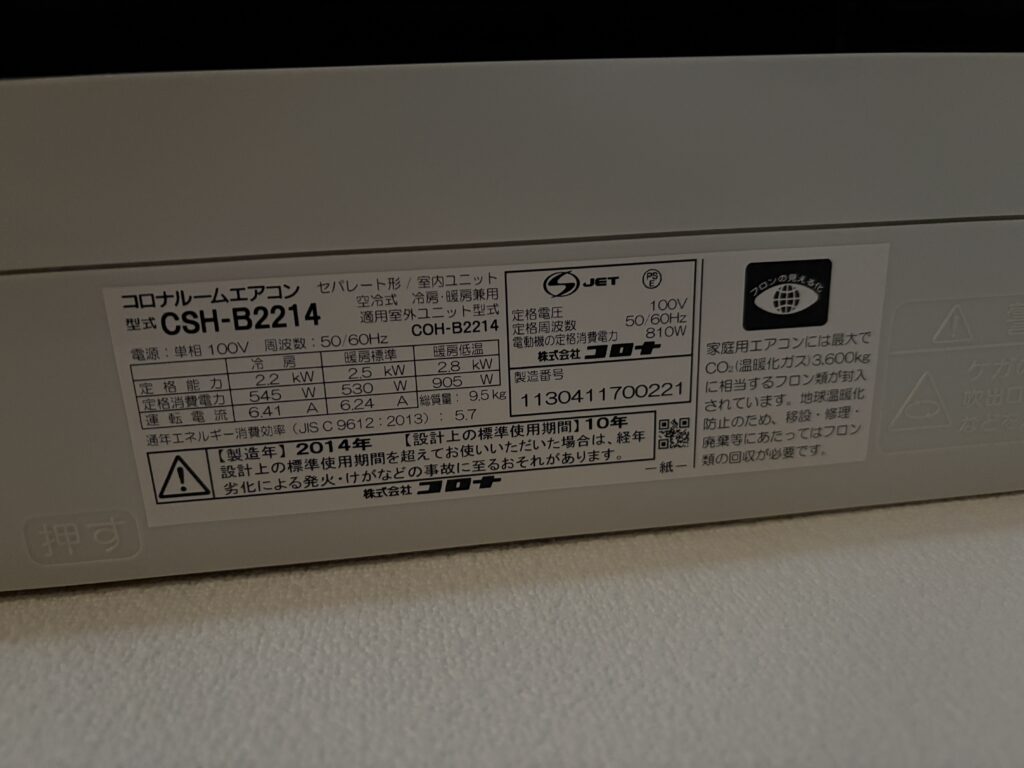 コロナルームエアコン
セパレート形/室内ユニット
空冷式 冷房・暖房兼用
型式 CSH-B2214
適用室外ユニット型式
COH-B2214
電源:単相100V 周波数:50/60Hz
冷房 暖房標準 暖房低温
定格能力 2.2 kW 2.5 kW 2.8 kW
定格消費電力 545 W 530 W 905 W
運転電流 6.41 A 6.24 A 総質量: 9.5kg
通年エネルギー消費効率(JIS C 9612:2013):5.7
【製造年】2014年 【設計上の標準使用期間】10年
設計上の標準使用期間を超えてお使いいただいた場合は、経年
劣化による発火・けがなどの事故に至るおそれがあります。
株式会社 コロナ
JET
PS
E
定格電圧 100V
定格周波数 50/60Hz
電動機の定格消費電力 810W
株式会社 コロナ
製造番号
1130411700221
-紙-
フロンの見える化
家庭用エアコンには最大で
CO₂(温暖化ガス)3,600kg
に相当するフロン類が封入
されています。地球温暖化
防止のため、移設・修理・
廃棄等にあたってはフロン
類の回収が必要です。
押す